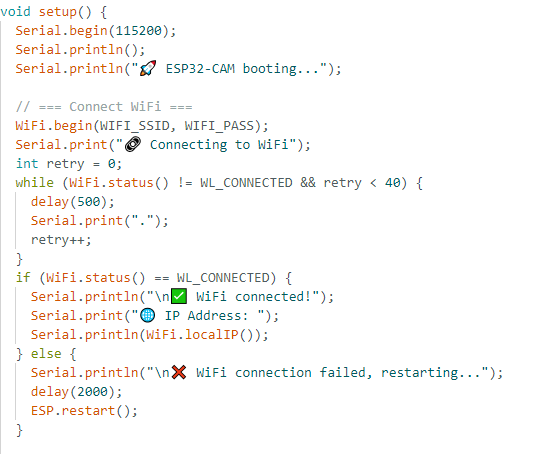 void setup() {
  Serial.begin(115200);
  Serial.println();
  Serial.println("🚀 ESP32-CAM booting...");

  // === Connect WiFi ===
  WiFi.begin(WIFI_SSID, WIFI_PASS);
  Serial.print("🔗 Connecting to WiFi");
  int retry = 0;
  while (WiFi.status() != WL_CONNECTED && retry < 40) {
    delay(500);
    Serial.print(".");
    retry++;
  }
  if (WiFi.status() == WL_CONNECTED) {
    Serial.println("\n✅ WiFi connected!");
    Serial.print("🌐 IP Address: ");
    Serial.println(WiFi.localIP());
  } else {
    Serial.println("\n❌ WiFi connection failed, restarting...");
    delay(2000);
    ESP.restart();
  }